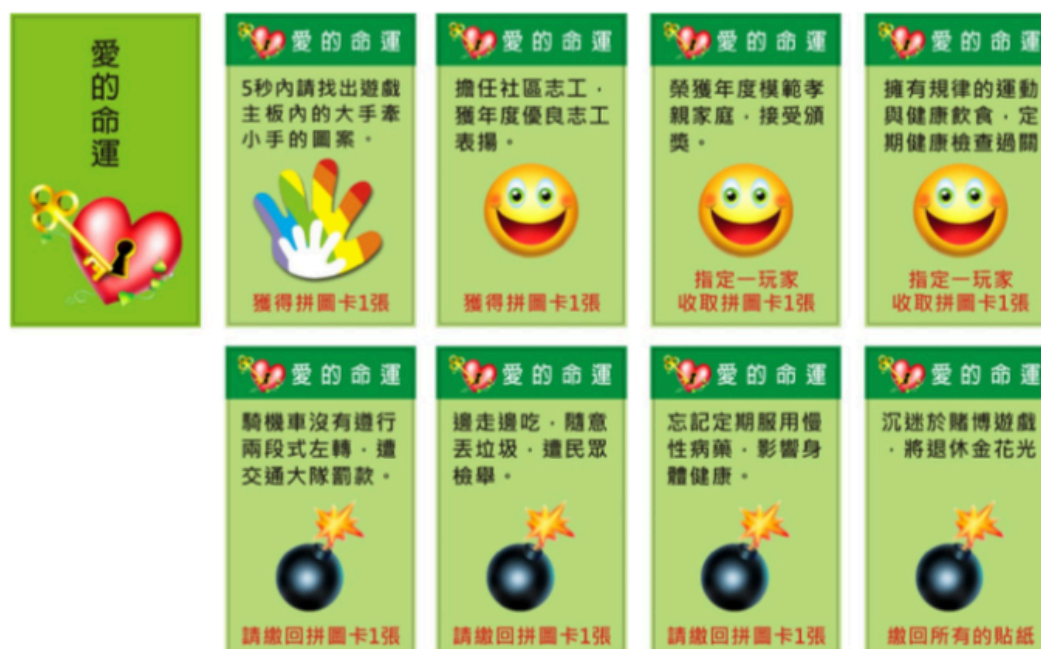 愛的命運
愛的命運
5秒內請找出遊戲
主板內的大手牽
小手的圖案。
獲得拼圖卡1張
愛的命運
擔任社區志工，
獲年度優良志工
表揚。
獲得拼圖卡1張
愛的命運
榮獲年度模範孝
親家庭，接受頒
獎。
指定一玩家
收取拼圖卡1張
愛的命運
擁有規律的運動
與健康飲食，定
期健康檢查過關
指定一玩家
收取拼圖卡1張
愛的命運
騎機車沒有遵行
兩段式左轉，遭
交通大隊罰款。
請繳回拼圖卡1張
愛的命運
邊走邊吃，隨意
丟垃圾，遭民眾
檢舉。
請繳回拼圖卡1張
愛的命運
忘記定期服用慢
性病藥，影響身
體健康。
請繳回拼圖卡1張
愛的命運
沉迷於賭博遊戲
，將退休金花光
繳回所有的貼紙